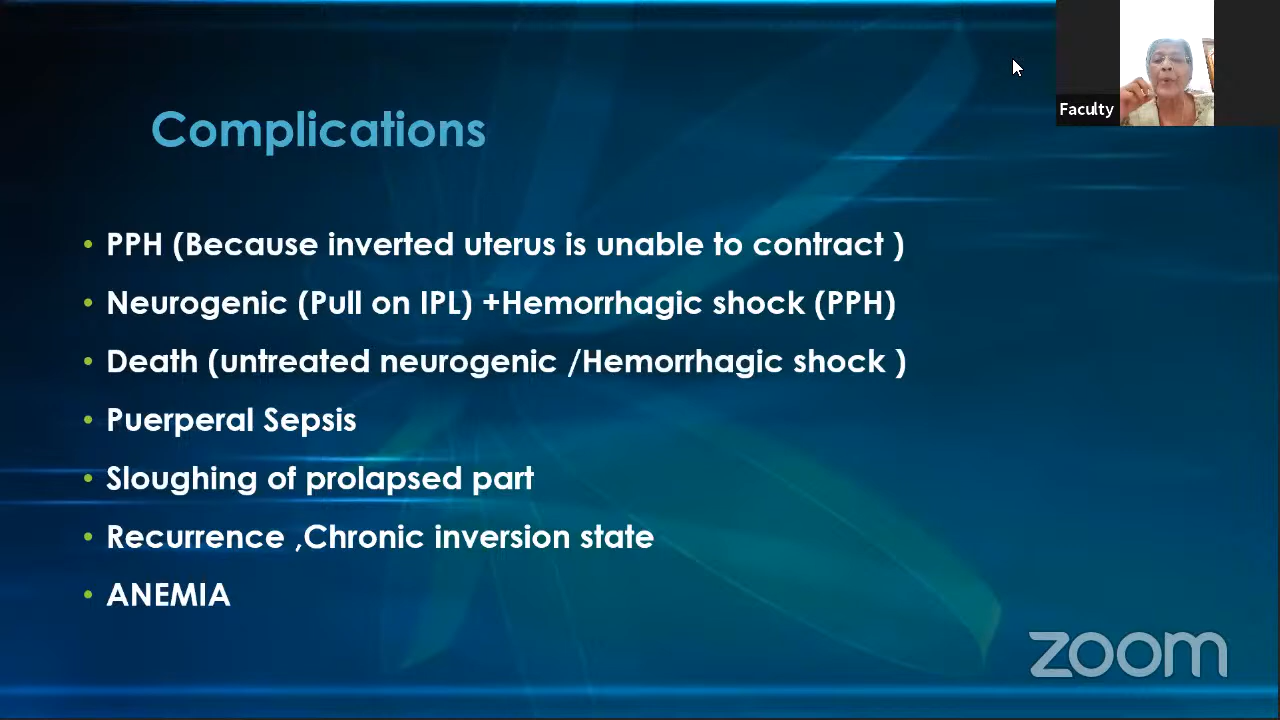 Faculty
Complications
• PPH (Because inverted uterus is unable to contract )
• Neurogenic (Pull on IPL) +Hemorrhagic shock (PPH)
• Death (untreated neurogenic /Hemorrhagic shock )
• Puerperal Sepsis
• Sloughing of prolapsed part
• Recurrence ,Chronic inversion state
• ANEMIA
zoom